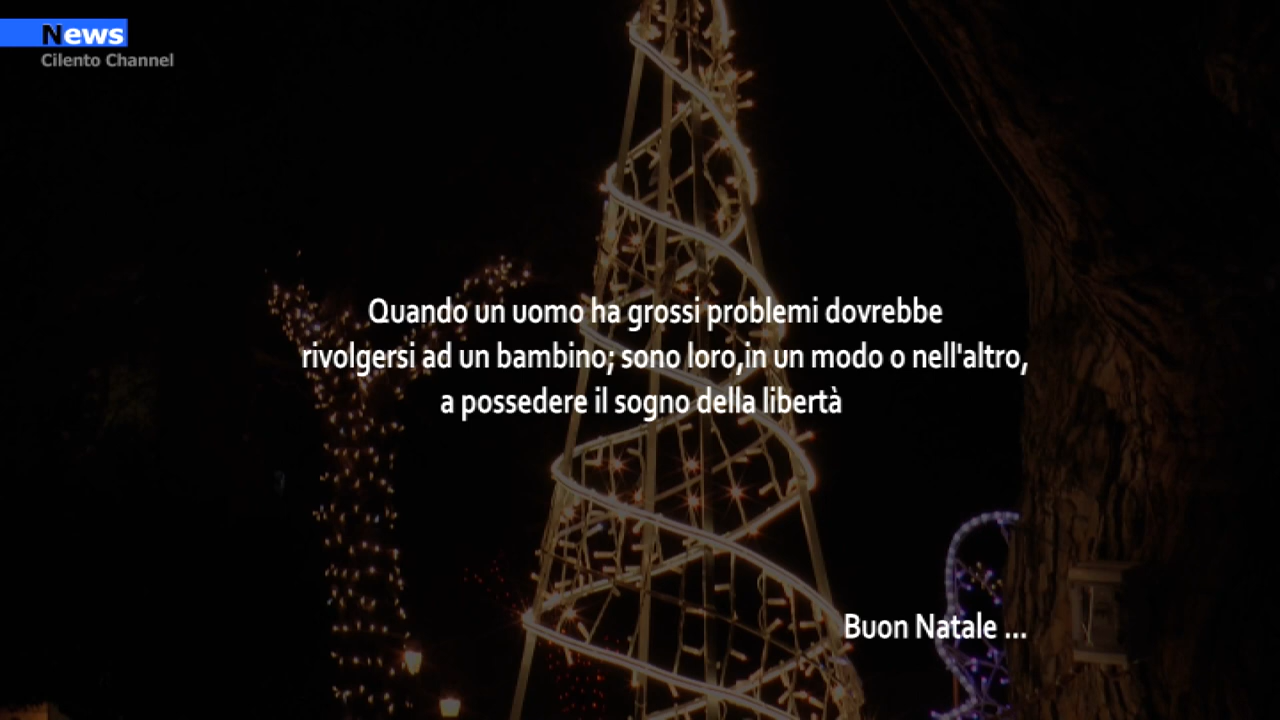 News
Cilento Channel
Quando un uomo ha grossi problemi dovrebbe
rivolgersi ad un bambino; sono loro,in un modo o nell'altro,
a possedere il sogno della libertà
Buon Natale ...